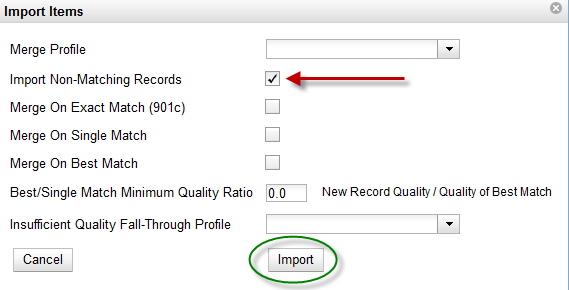 Import Items
Merge Profile
Import Non-Matching Records
Merge On Exact Match (901c)
Merge On Single Match
Merge On Best Match
Best/Single Match Minimum Quality Ratio 0.0 New Record Quality / Quality of Best Match
Insufficient Quality Fall-Through Profile
Cancel Import